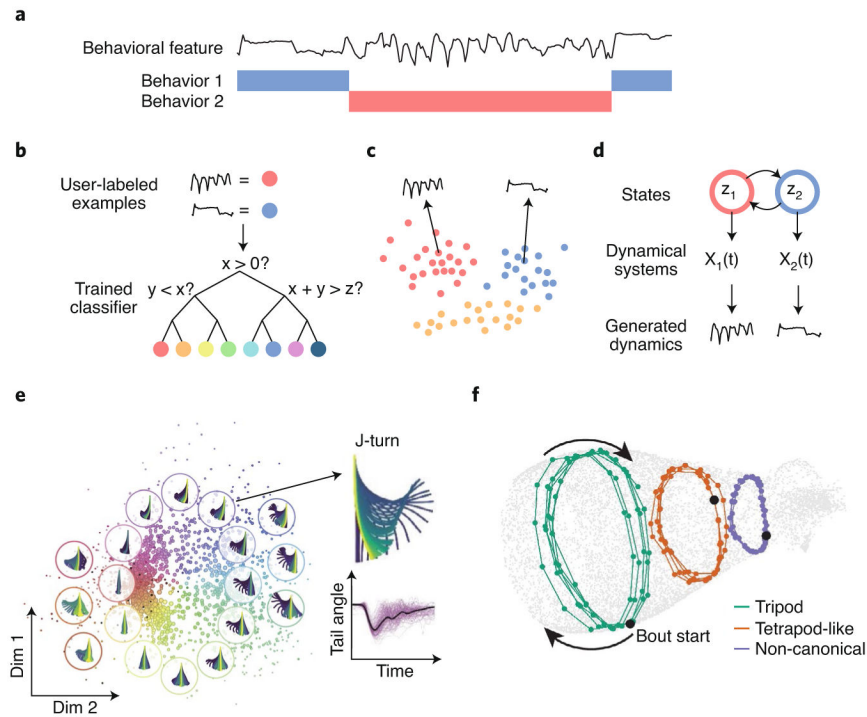 a
Behavioral feature
Behavior 1
Behavior 2
b
User-labeled
examples
=
=
x > 0?
y < x?
x + y > z?
Trained
classifier
c
d
States
z1
z2
Dynamical
systems
X1(t)
X2(t)
Generated
dynamics
e
J-turn
Tail angle
Time
Dim 1
Dim 2
f
Bout start
Tripod
Tetrapod-like
Non-canonical